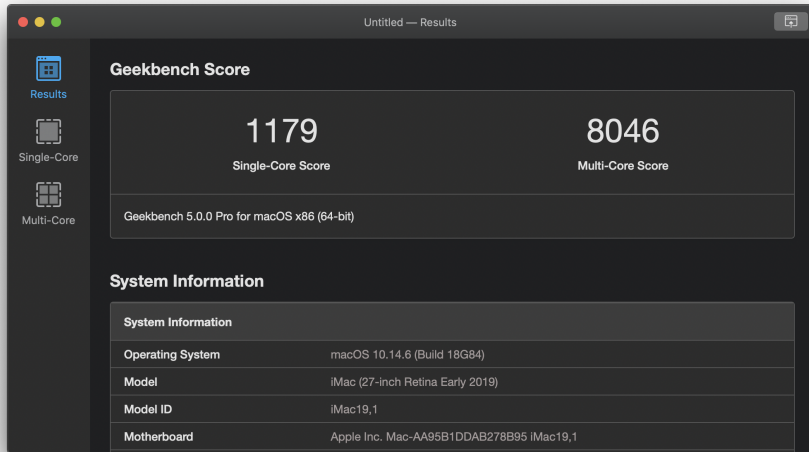 Untitled — Results
Results
Single-Core
Multi-Core
Geekbench Score
1179 8046
Single-Core Score Multi-Core Score
Geekbench 5.0.0 Pro for macOS x86 (64-bit)
System Information
System Information
Operating System macOS 10.14.6 (Build 18G84)
Model iMac (27-inch Retina Early 2019)
Model ID iMac19,1
Motherboard Apple Inc. Mac-AA95B1DDAB278B95 iMac19,1